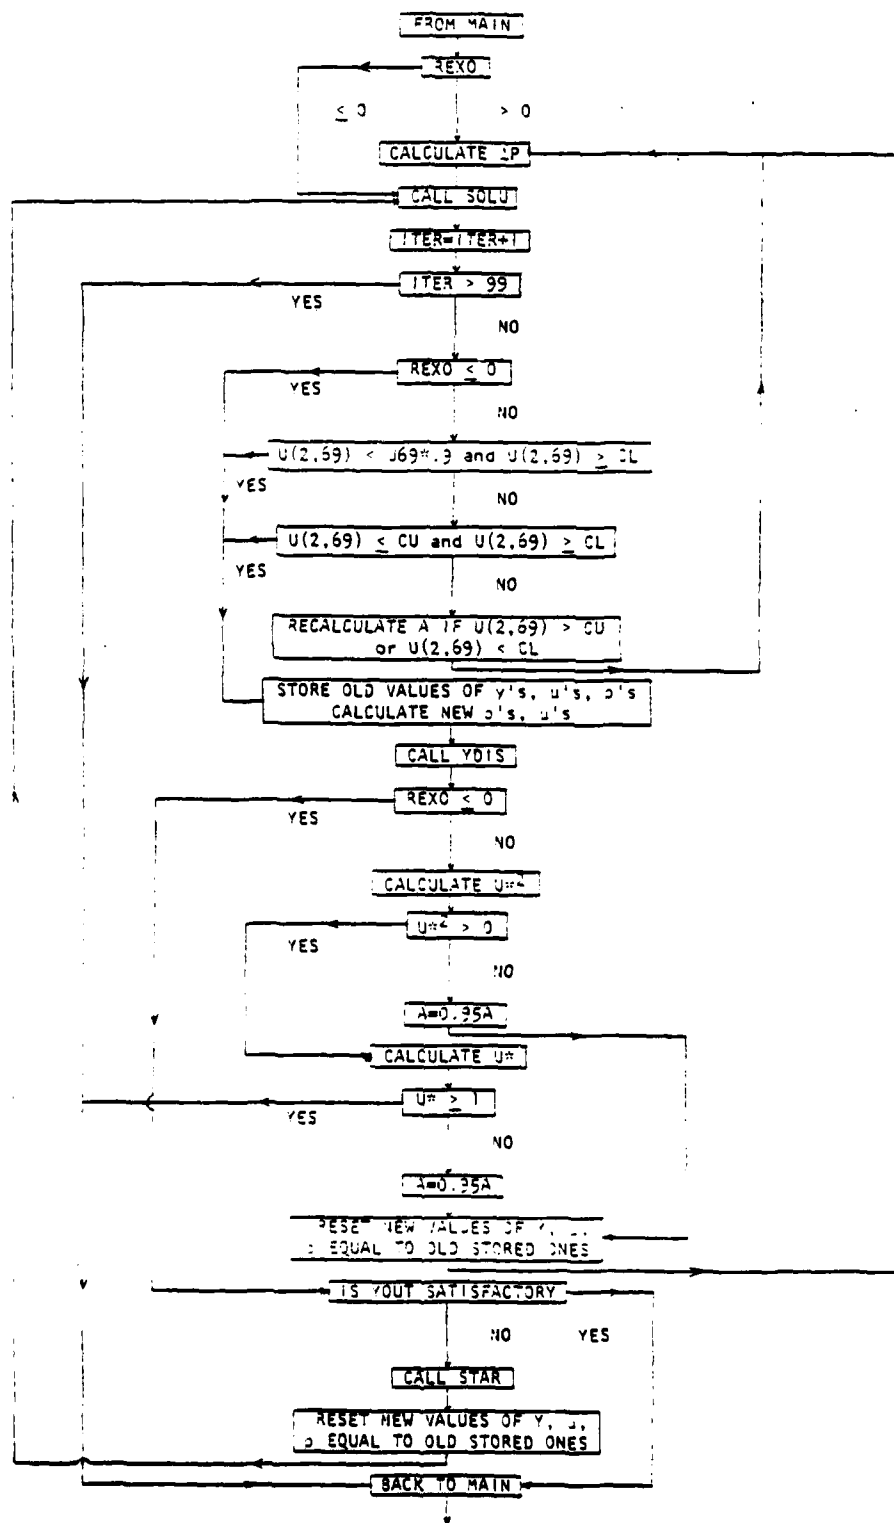 FROM MAIN
REXO
≤ 0 > 0
CALCULATE ΔP
CALL SOLU
ITER=ITER+1
ITER > 99
YES
NO
REXO ≤ 0
YES
NO
U(2,69) < U69*.9 and U(2,69) ≥ CL
YES
NO
U(2,69) ≤ CU and U(2,69) ≥ CL
YES
NO
RECALCULATE A IF U(2,69) > CU
or U(2,69) < CL
STORE OLD VALUES OF y's, u's, p's
CALCULATE NEW p's, u's
CALL YDIS
REXO ≤ 0
YES
NO
CALCULATE U*²
U*² > 0
YES
NO
A=0.95A
CALCULATE U*
U* ≥ 1
YES
NO
A=0.95A
RESET NEW VALUES OF Y,
EQUAL TO OLD STORED ONES
IS YOUT SATISFACTORY
NO YES
CALL STAR
RESET NEW VALUES OF Y, u,
p EQUAL TO OLD STORED ONES
BACK TO MAIN